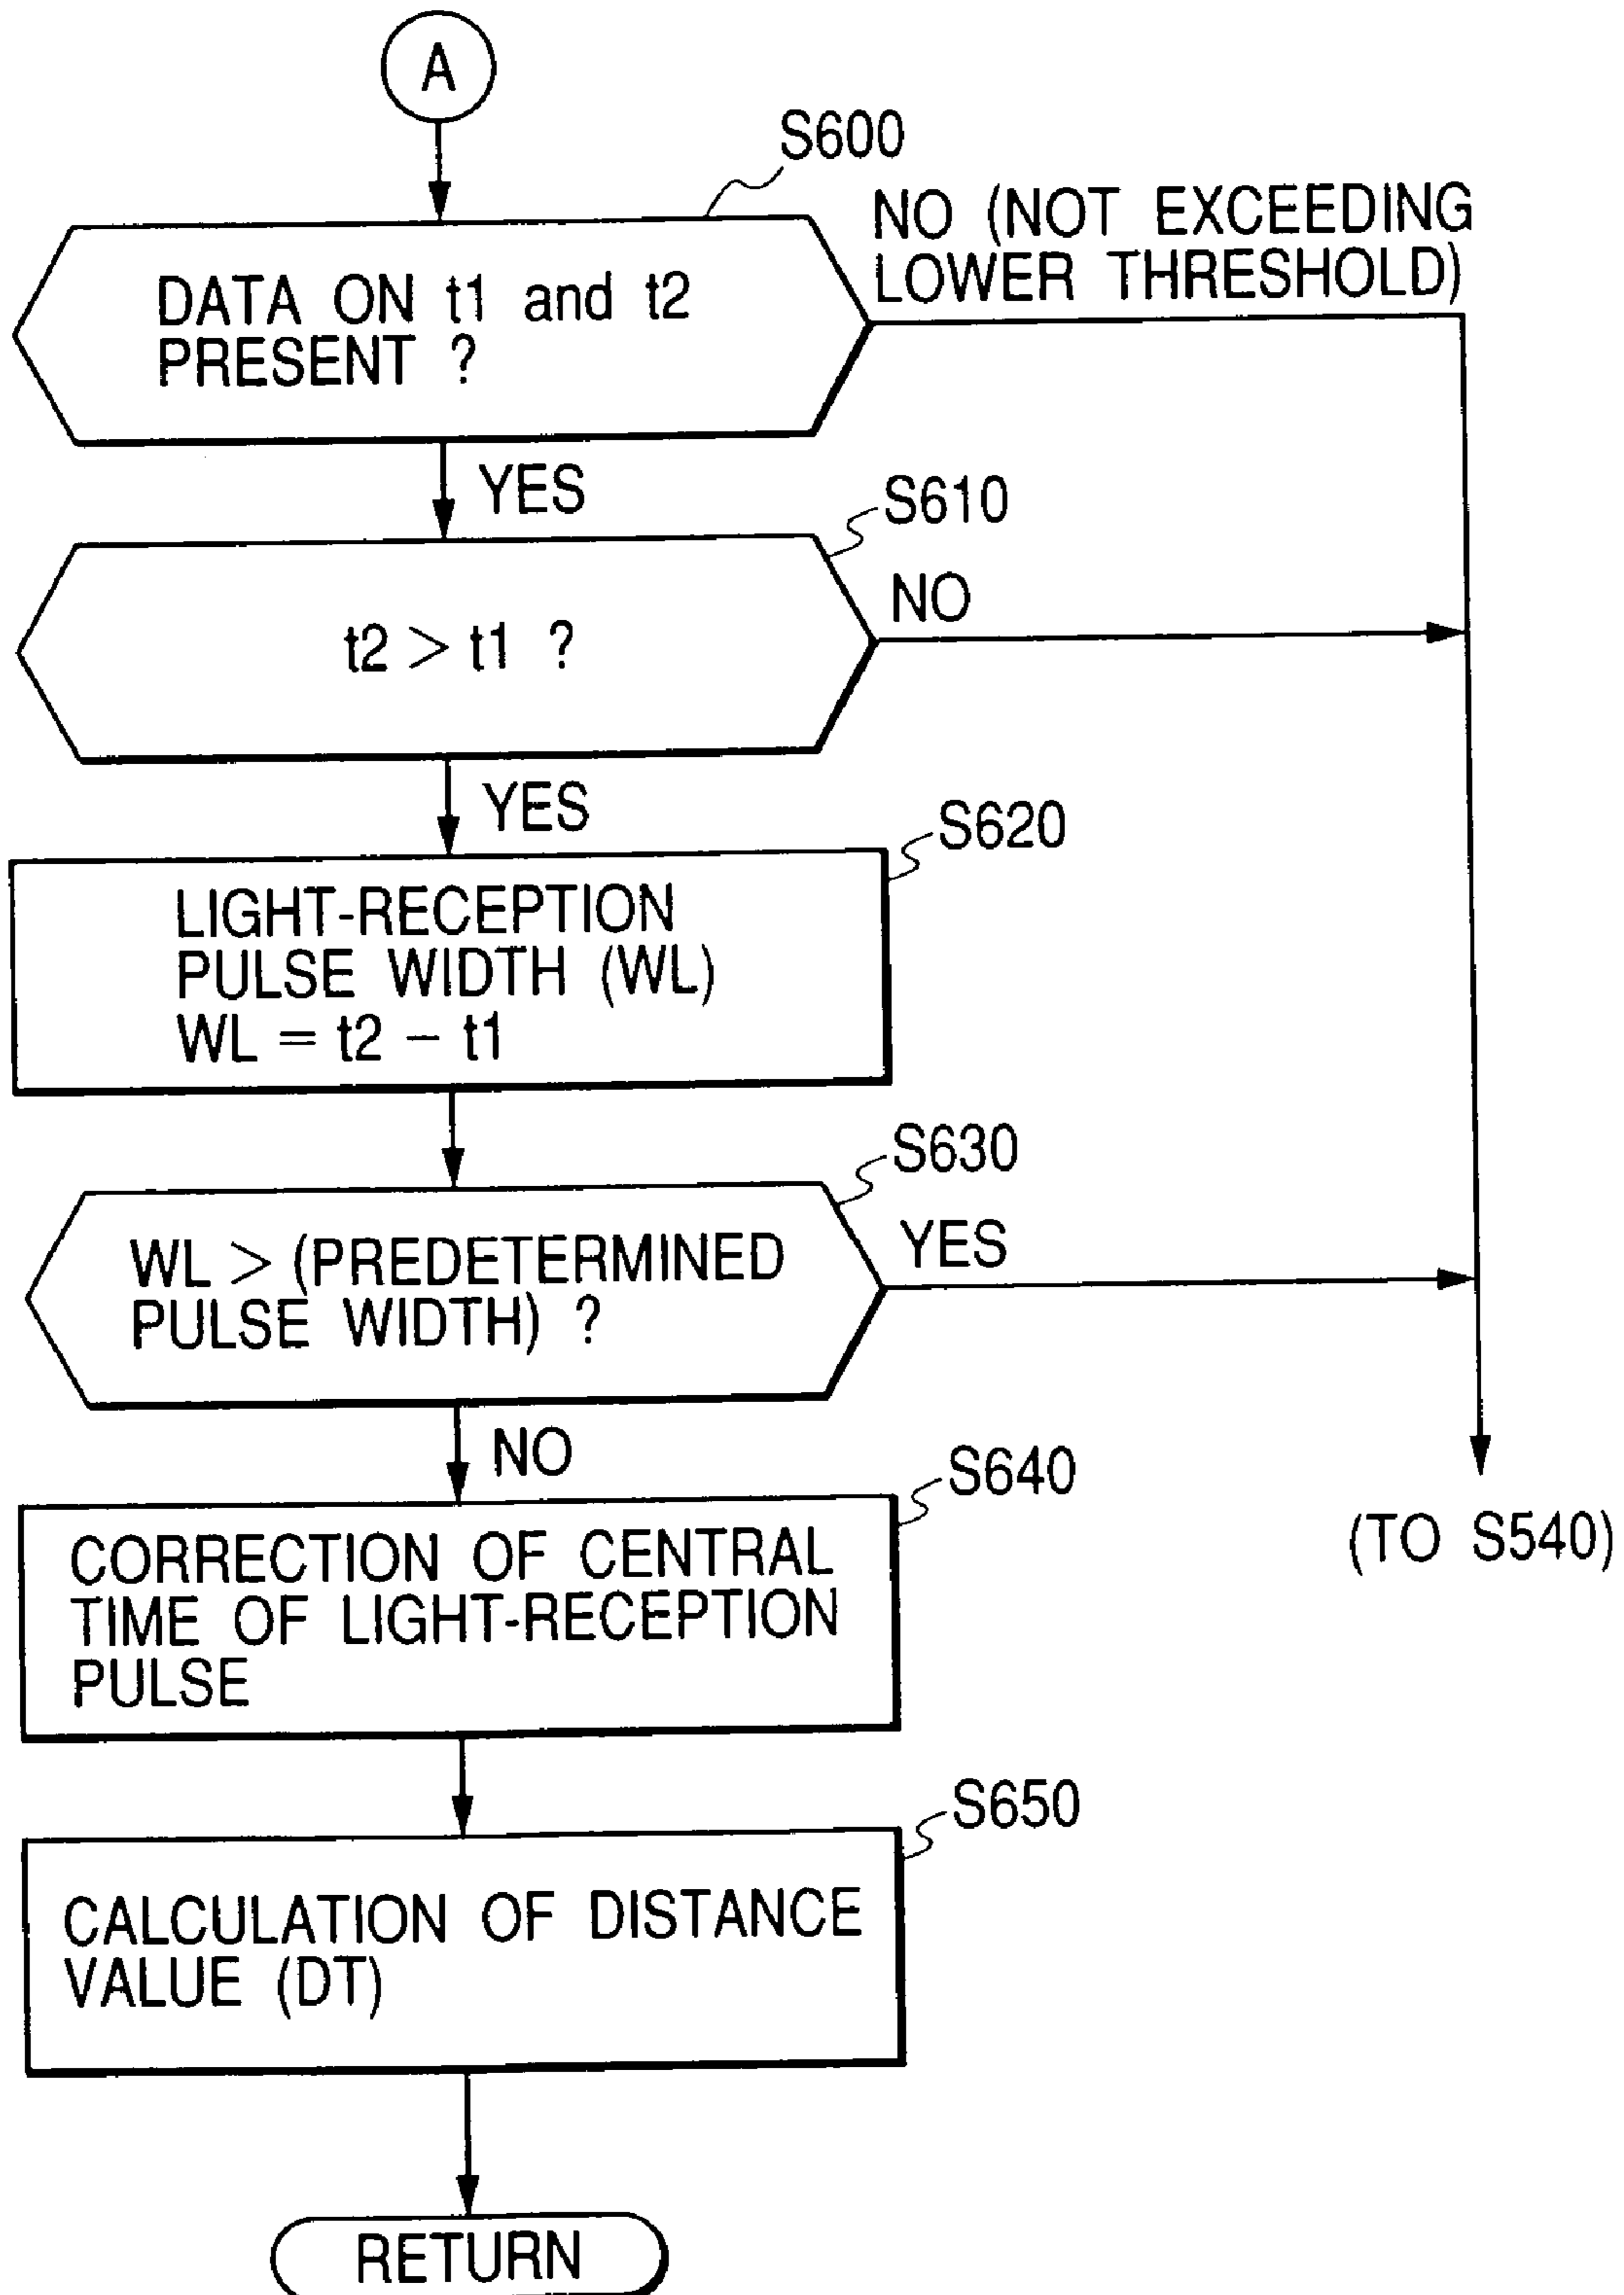 A
S600
NO (NOT EXCEEDING
LOWER THRESHOLD)
DATA ON t1 and t2
PRESENT ?
YES
S610
NO
t2 > t1 ?
YES
S620
LIGHT-RECEPTION
PULSE WIDTH (WL)
WL = t2 - t1
S630
YES
WL > (PREDETERMINED
PULSE WIDTH) ?
NO
S640
(TO S540)
CORRECTION OF CENTRAL
TIME OF LIGHT-RECEPTION
PULSE
S650
CALCULATION OF DISTANCE
VALUE (DT)
RETURN